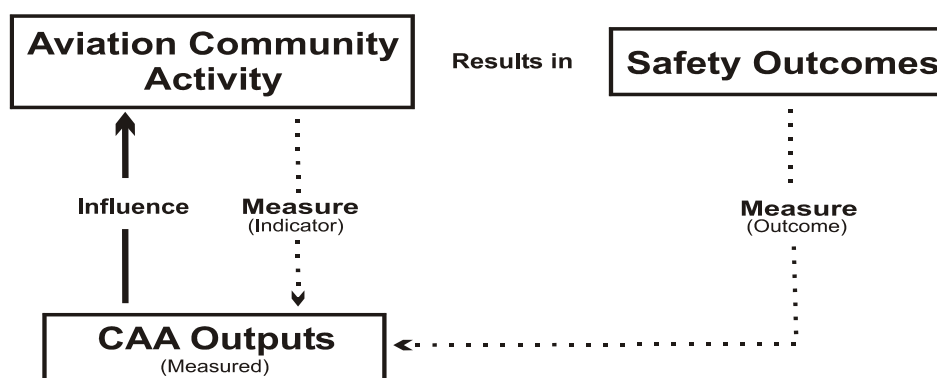 Aviation Community
Activity
Results in
Safety Outcomes
Influence
Measure
(Indicator)
Measure
(Outcome)
CAA Outputs
(Measured)